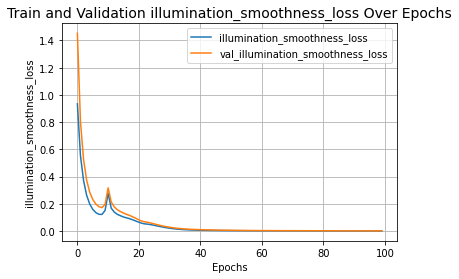 Train and Validation illumination_smoothness_loss Over Epochs
illumination_smoothness_loss
val_illumination_smoothness_loss
illumination_smoothness_loss
1.4
1.2
1.0
0.8
0.6
0.4
0.2
0.0
0 20 40 60 80 100
Epochs